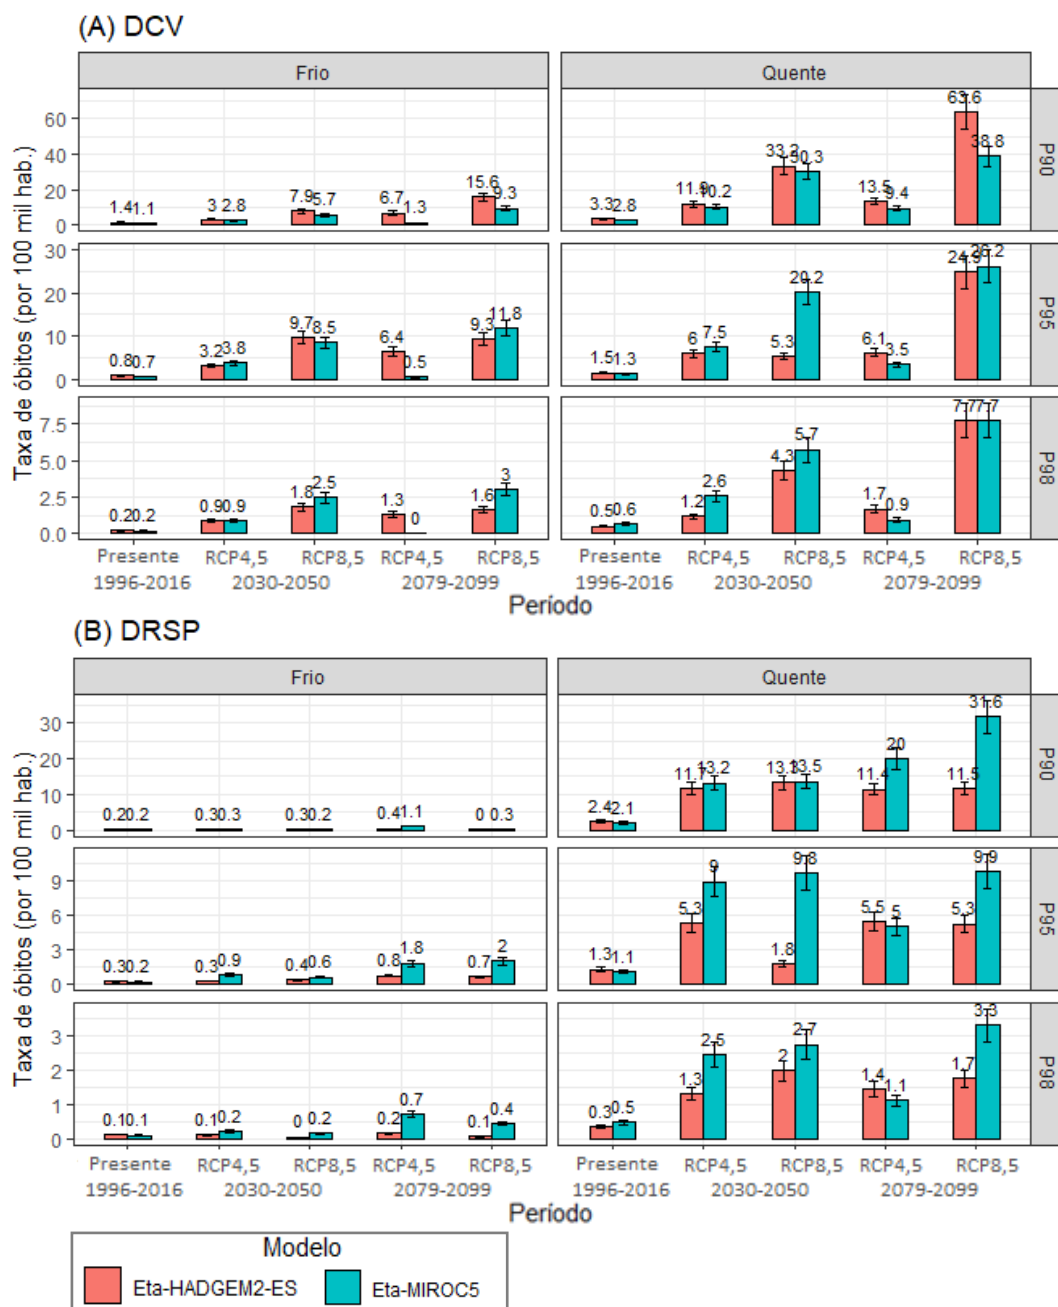 (A) DCV
Frio
Quente
Taxa de óbitos (por 100 mil hab.)
60
40
20
0
1.4 1.1 3.2 2.8 7.9 5.7 6.7 1.3 15.6 9.3
3.3 2.8 11.9 10.2 33.2 30.3 13.5 9.4 63.6 38.8
P90
30
20
10
0
0.8 0.7 3.2 3.8 9.7 8.5 6.4 0.5 9.3 11.8
1.5 1.3 6 7.5 5.3 20.2 6.1 3.5 24.9 26.2
P95
7.5
5.0
2.5
0.0
0.2 0.2 0.9 0.9 1.8 2.5 1.3 0 1.6 3
0.5 0.6 1.2 2.6 4.3 5.7 1.7 0.9 7.7 7.7
P98
Presente RCP4,5 RCP8,5 RCP4,5 RCP8,5 Presente RCP4,5 RCP8,5 RCP4,5 RCP8,5
1996-2016 2030-2050 2079-2099 1996-2016 2030-2050 2079-2099
Período
(B) DRSP
Frio
Quente
Taxa de óbitos (por 100 mil hab.)
30
20
10
0
0.2 0.2 0.3 0.3 0.3 0.2 0.4 1.1 0 0.3
2.4 2.1 11.7 13.2 13.3 13.5 11.4 20 11.5 31.6
P90
9
6
3
0
0.3 0.2 0.3 0.9 0.4 0.6 0.8 1.8 0.7 2
1.3 1.1 5.3 9 1.8 9.8 5.5 5 5.3 9.9
P95
3
2
1
0
0.1 0.1 0.1 0.2 0 0.2 0.2 0.7 0.1 0.4
0.3 0.5 1.3 2.5 2 2.7 1.4 1.1 1.7 3.3
P98
Presente RCP4,5 RCP8,5 RCP4,5 RCP8,5 Presente RCP4,5 RCP8,5 RCP4,5 RCP8,5
1996-2016 2030-2050 2079-2099 1996-2016 2030-2050 2079-2099
Período
Modelo
Eta-HADGEM2-ES Eta-MIROC5